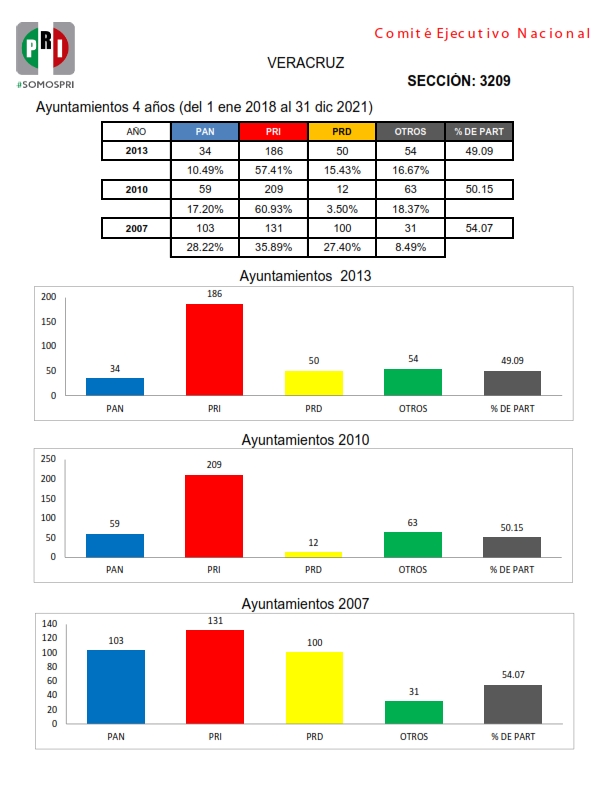 Comité Ejecutivo Nacional
PRI
#SOMOSPRI
VERACRUZ
SECCIÓN: 3209
Ayuntamientos 4 años (del 1 ene 2018 al 31 dic 2021)
AÑO PAN PRI PRD OTROS % DE PART
2013 34 186 50 54 49.09
10.49% 57.41% 15.43% 16.67%
2010 59 209 12 63 50.15
17.20% 60.93% 3.50% 18.37%
2007 103 131 100 31 54.07
28.22% 35.89% 27.40% 8.49%
Ayuntamientos 2013
200
150
100
50
0
34 186 50 54 49.09
PAN PRI PRD OTROS % DE PART
Ayuntamientos 2010
250
200
150
100
50
0
59 209 12 63 50.15
PAN PRI PRD OTROS % DE PART
Ayuntamientos 2007
140
120
100
80
60
40
20
0
103 131 100 31 54.07
PAN PRI PRD OTROS % DE PART